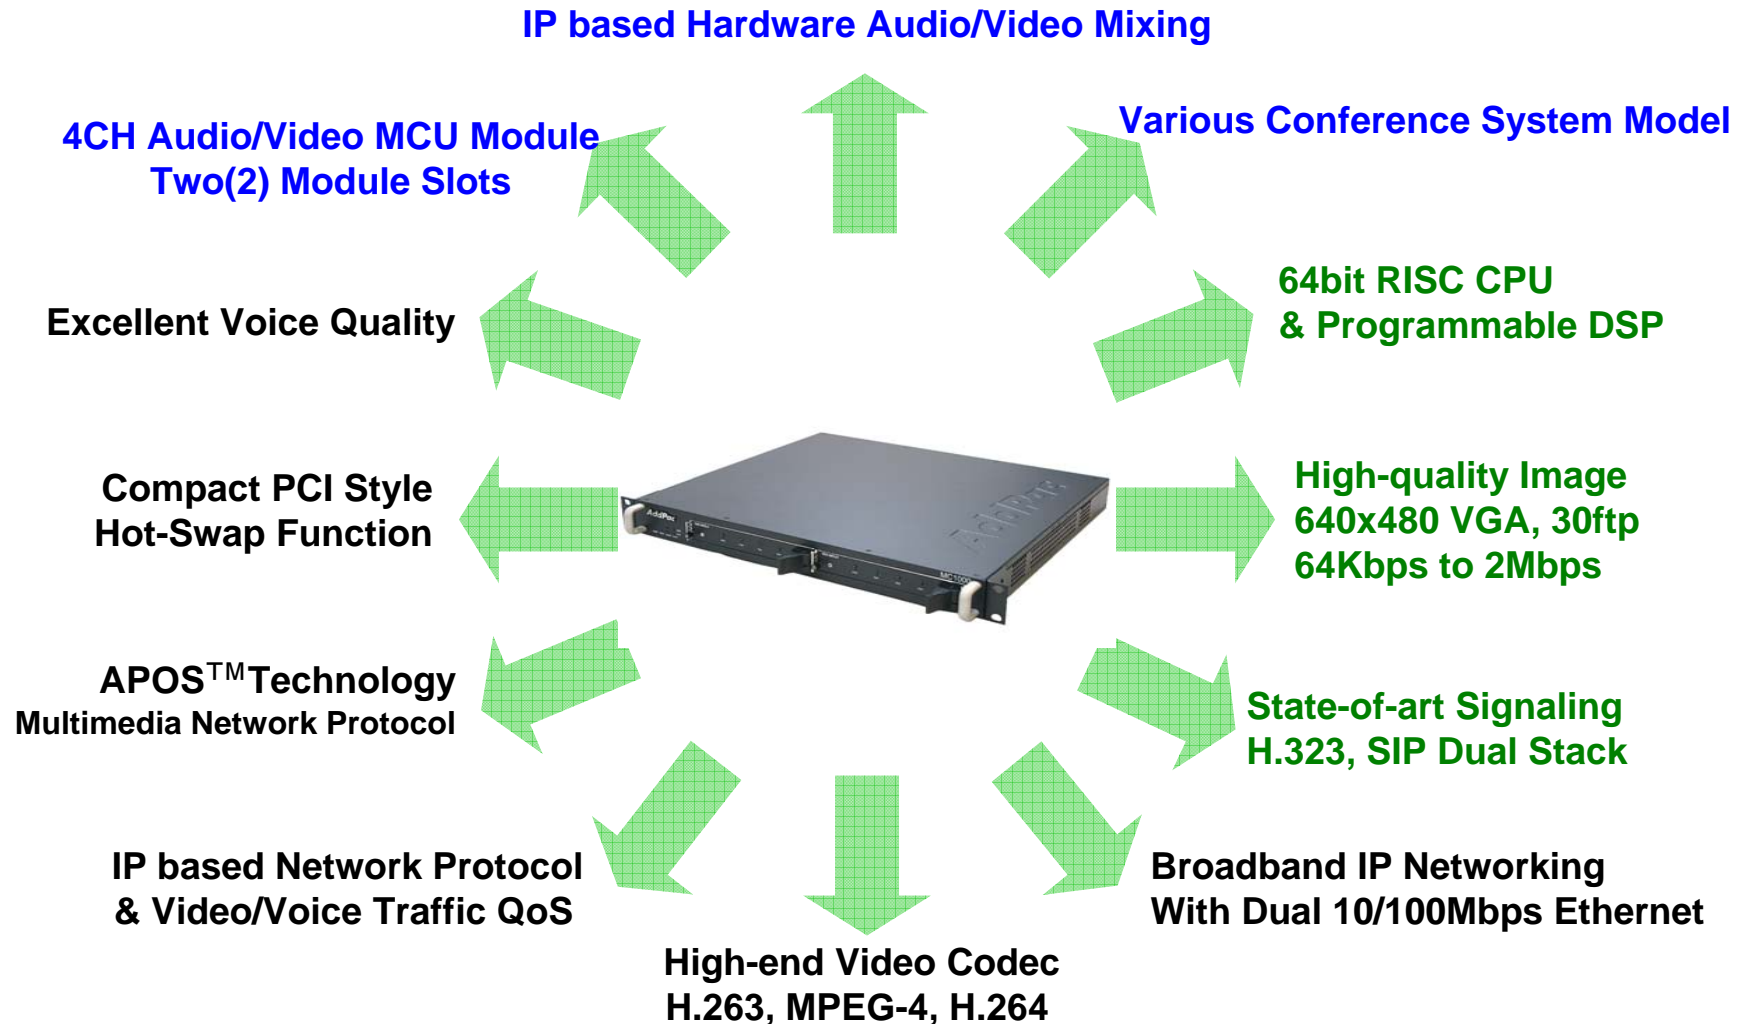 IP based Hardware Audio/Video Mixing
4CH Audio/Video MCU Module
Two(2) Module Slots
Various Conference System Model
Excellent Voice Quality
64bit RISC CPU
& Programmable DSP
Compact PCI Style
Hot-Swap Function
AddPac
AddPac
MC1000
High-quality Image
640x480 VGA, 30ftp
64Kbps to 2Mbps
APOS™Technology
Multimedia Network Protocol
State-of-art Signaling
H.323, SIP Dual Stack
IP based Network Protocol
& Video/Voice Traffic QoS
Broadband IP Networking
With Dual 10/100Mbps Ethernet
High-end Video Codec
H.263, MPEG-4, H.264